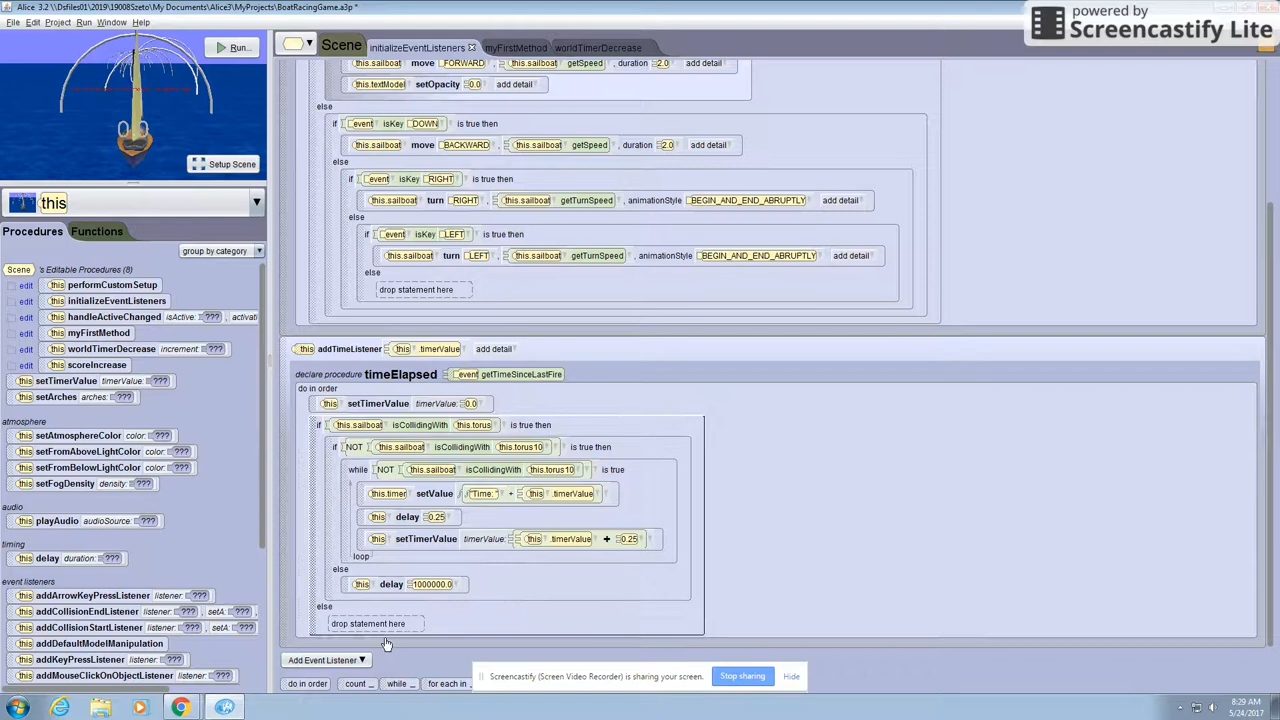 Alice 3.2 \\Dsfiles01\2019\19008Szeto\My Documents\Alice3\MyProjects\BoatRacingGame.a3p *
File Edit Project Run Window Help
powered by
Screencastify Lite
Run...
Setup Scene
Scene initializeEventListeners myFirstMethod worldTimerDecrease
this
Procedures Functions
group by category
Scene 's Editable Procedures (8)
edit this performCustomSetup
edit this initializeEventListeners
edit this handleActiveChanged isActive: ??? , activati
edit this myFirstMethod
edit this worldTimerDecrease increment: ???
edit this scoreIncrease
this setTimerValue timerValue: ???
this setArches arches: ???
atmosphere
this setAtmosphereColor color: ???
this setFromAboveLightColor color: ???
this setFromBelowLightColor color: ???
this setFogDensity density: ???
audio
this playAudio audioSource: ???
timing
this delay duration: ???
event listeners
this addArrowKeyPressListener listener: ???
this addCollisionEndListener listener: ??? , setA: ???
this addCollisionStartListener listener: ??? , setA: ???
this addDefaultModelManipulation
this addKeyPressListener listener: ???
this addMouseClickOnObjectListener listener: ???
this.sailboat move FORWARD , this.sailboat getSpeed , duration 2.0 add detail
this.textModel setOpacity 0.0 add detail
else
if event isKey DOWN is true then
this.sailboat move BACKWARD , this.sailboat getSpeed , duration 2.0 add detail
else
if event isKey RIGHT is true then
this.sailboat turn RIGHT , this.sailboat getTurnSpeed , animationStyle BEGIN_AND_END_ABRUPTLY add detail
else
if event isKey LEFT is true then
this.sailboat turn LEFT , this.sailboat getTurnSpeed , animationStyle BEGIN_AND_END_ABRUPTLY add detail
else
drop statement here
this addTimeListener this .timerValue add detail
declare procedure timeElapsed event getTimeSinceLastFire
do in order
this setTimerValue timerValue: 0.0
if this.sailboat isCollidingWith this.torus is true then
if NOT this.sailboat isCollidingWith this.torus10 is true then
while NOT this.sailboat isCollidingWith this.torus10 is true
this.timer setValue "Time: " + this .timerValue
this delay 0.25
this setTimerValue timerValue: this .timerValue + 0.25
loop
else
this delay 1000000.0
else
drop statement here
Add Event Listener
do in order count _ while _ for each in _
Screencastify (Screen Video Recorder) is sharing your screen. Stop sharing Hide
8:29 AM
5/24/2017